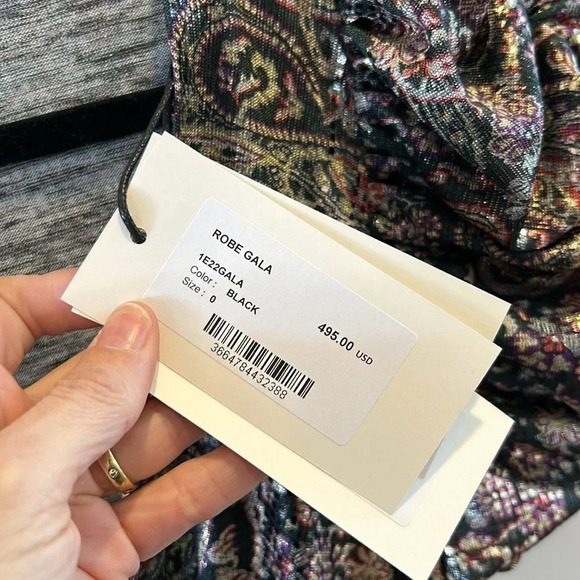 ROBE GALA
1E22GALA
Color : BLACK
Size : 0
495.00 USD
3664784432388